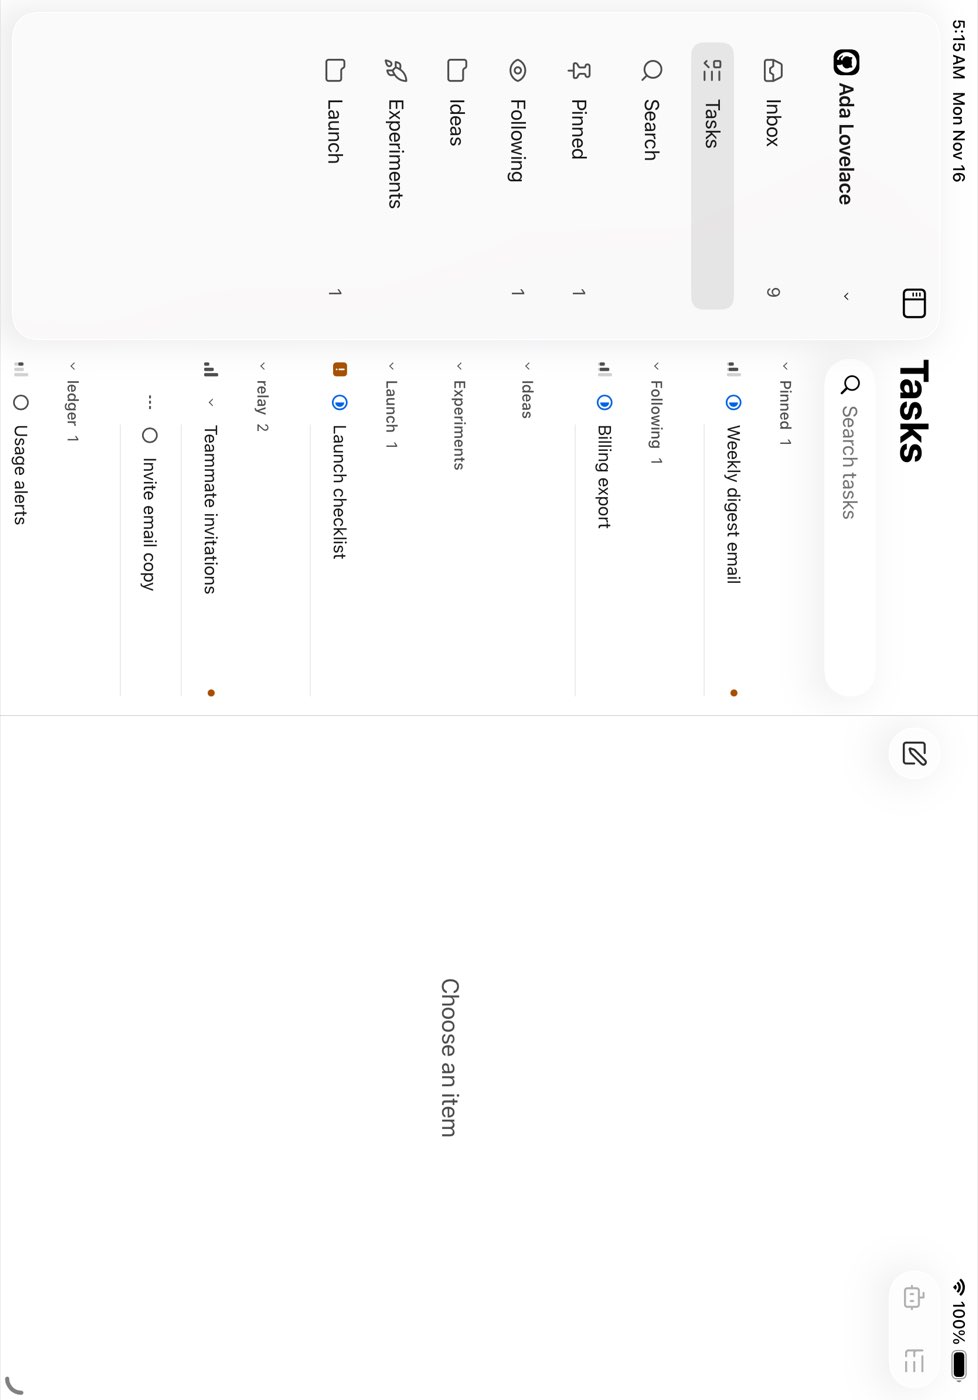 5:15 AM Mon Nov 16
100%
Ada Lovelace
Inbox 9
Tasks
Search
Pinned 1
Following 1
Ideas
Experiments
Launch 1
Tasks
Search tasks
Pinned 1
Weekly digest email
Following 1
Billing export
Ideas
Experiments
Launch 1
Launch checklist
relay 2
Teammate invitations
Invite email copy
ledger 1
Usage alerts
Choose an item